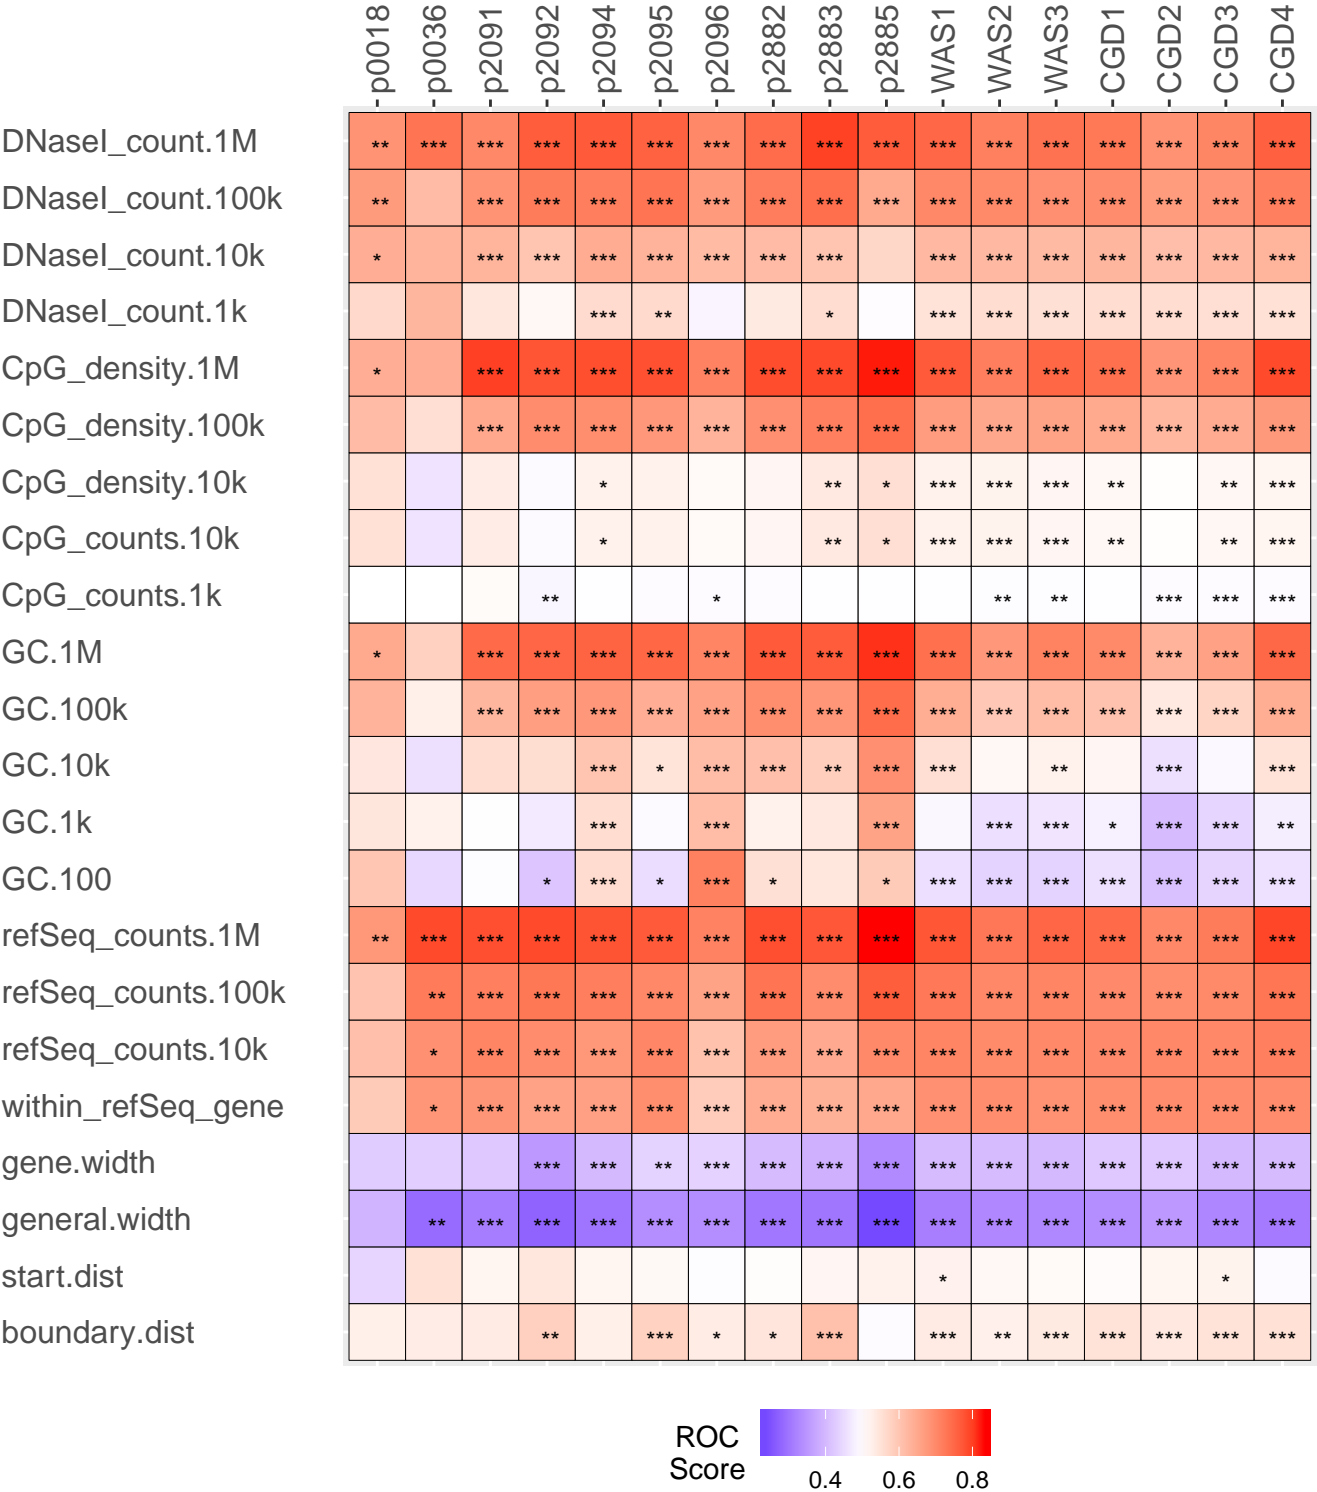 p0018 p0036 p2091 p2092 p2094 p2095 p2096 p2882 p2883 p2885 WAS1 WAS2 WAS3 CGD1 CGD2 CGD3 CGD4
DNaseI_count.1M ** *** *** *** *** *** *** *** *** *** *** *** *** *** *** *** ***
DNaseI_count.100k ** *** *** *** *** *** *** *** *** *** *** *** *** *** *** ***
DNaseI_count.10k * *** *** *** *** *** *** *** *** *** *** *** *** *** ***
DNaseI_count.1k *** ** * *** *** *** *** *** *** ***
CpG_density.1M * *** *** *** *** *** *** *** *** *** *** *** *** *** *** ***
CpG_density.100k *** *** *** *** *** *** *** *** *** *** *** *** *** *** ***
CpG_density.10k * ** * *** *** *** ** ** ***
CpG_counts.10k * ** * *** *** *** ** ** ***
CpG_counts.1k ** * ** ** *** *** ***
GC.1M * *** *** *** *** *** *** *** *** *** *** *** *** *** *** ***
GC.100k *** *** *** *** *** *** *** *** *** *** *** *** *** *** ***
GC.10k *** * *** *** ** *** *** ** *** ***
GC.1k *** *** *** *** *** * *** *** **
GC.100 * *** * *** * * *** *** *** *** *** *** ***
refSeq_counts.1M ** *** *** *** *** *** *** *** *** *** *** *** *** *** *** *** ***
refSeq_counts.100k ** *** *** *** *** *** *** *** *** *** *** *** *** *** *** ***
refSeq_counts.10k * *** *** *** *** *** *** *** *** *** *** *** *** *** *** ***
within_refSeq_gene * *** *** *** *** *** *** *** *** *** *** *** *** *** *** ***
gene.width *** *** ** *** *** *** *** *** *** *** *** *** *** ***
general.width ** *** *** *** *** *** *** *** *** *** *** *** *** *** *** ***
start.dist * *
boundary.dist ** *** * * *** *** ** *** *** *** *** ***
ROC
Score
0.4 0.6 0.8